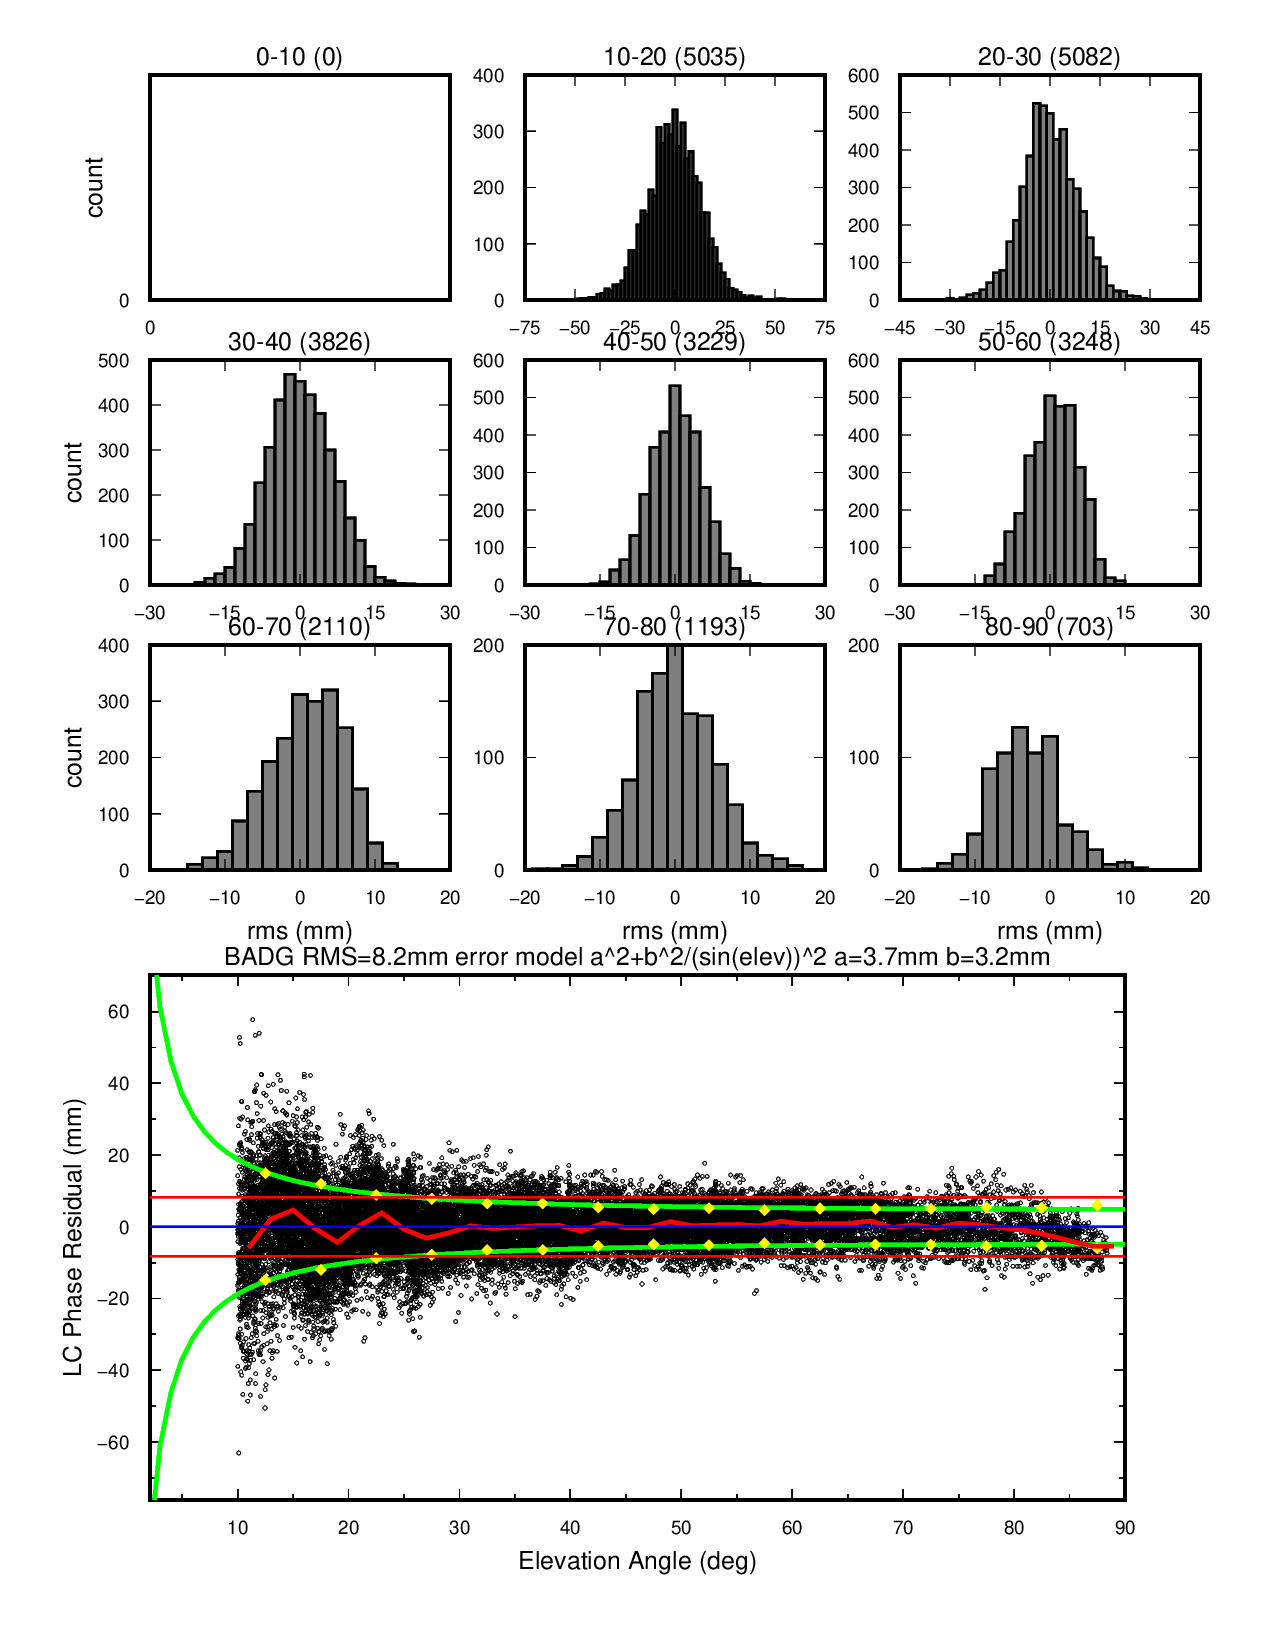 0-10 (0) 10-20 (5035) 20-30 (5082)
count
0
0
400
300
200
100
0
−75 −50 −25 0 25 50 75
600
500
400
300
200
100
0
−45 −30 −15 0 15 30 45
30-40 (3826) 40-50 (3229) 50-60 (3248)
count
500
400
300
200
100
0
−30 −15 0 15 30
600
500
400
300
200
100
0
−30 −15 0 15 30
600
500
400
300
200
100
0
−30 −15 0 15 30
60-70 (2110) 70-80 (1193) 80-90 (703)
count
400
300
200
100
0
−20 −10 0 10 20
rms (mm)
200
100
0
−20 −10 0 10 20
rms (mm)
200
100
0
−20 −10 0 10 20
rms (mm)
BADG RMS=8.2mm error model a^2+b^2/(sin(elev))^2 a=3.7mm b=3.2mm
LC Phase Residual (mm)
60
40
20
0
−20
−40
−60
10 20 30 40 50 60 70 80 90
Elevation Angle (deg)